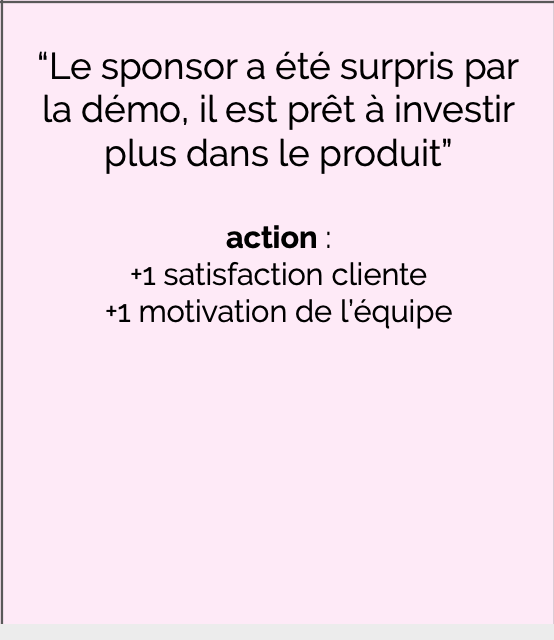 “Le sponsor a été surpris par
la démo, il est prêt à investir
plus dans le produit”
action :
+1 satisfaction cliente
+1 motivation de l’équipe